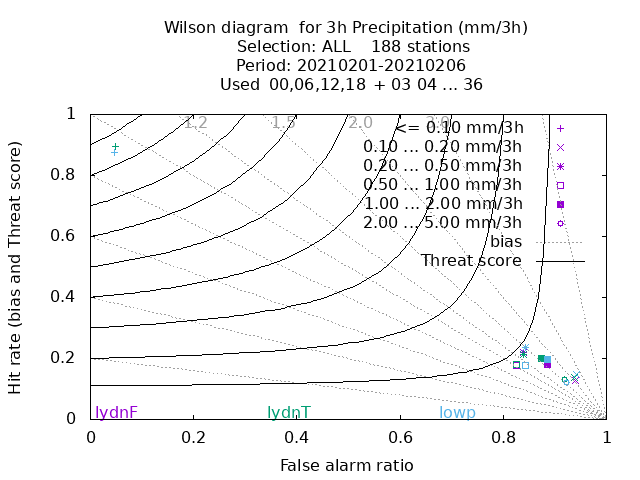 Wilson diagram  for 3h Precipitation (mm/3h)
Selection: ALL    188 stations
Period: 20210201-20210206
Used  00,06,12,18  + 03 04 ... 36
Hit rate (bias and Threat score)
1
0.8
0.6
0.4
0.2
0
1.2
1.5
2.0
3.0
<= 0.10 mm/3h
0.10 ... 0.20 mm/3h
0.20 ... 0.50 mm/3h
0.50 ... 1.00 mm/3h
1.00 ... 2.00 mm/3h
2.00 ... 5.00 mm/3h
bias
Threat score
lydnF
lydnT
lowp
0
0.2
0.4
0.6
0.8
1
False alarm ratio